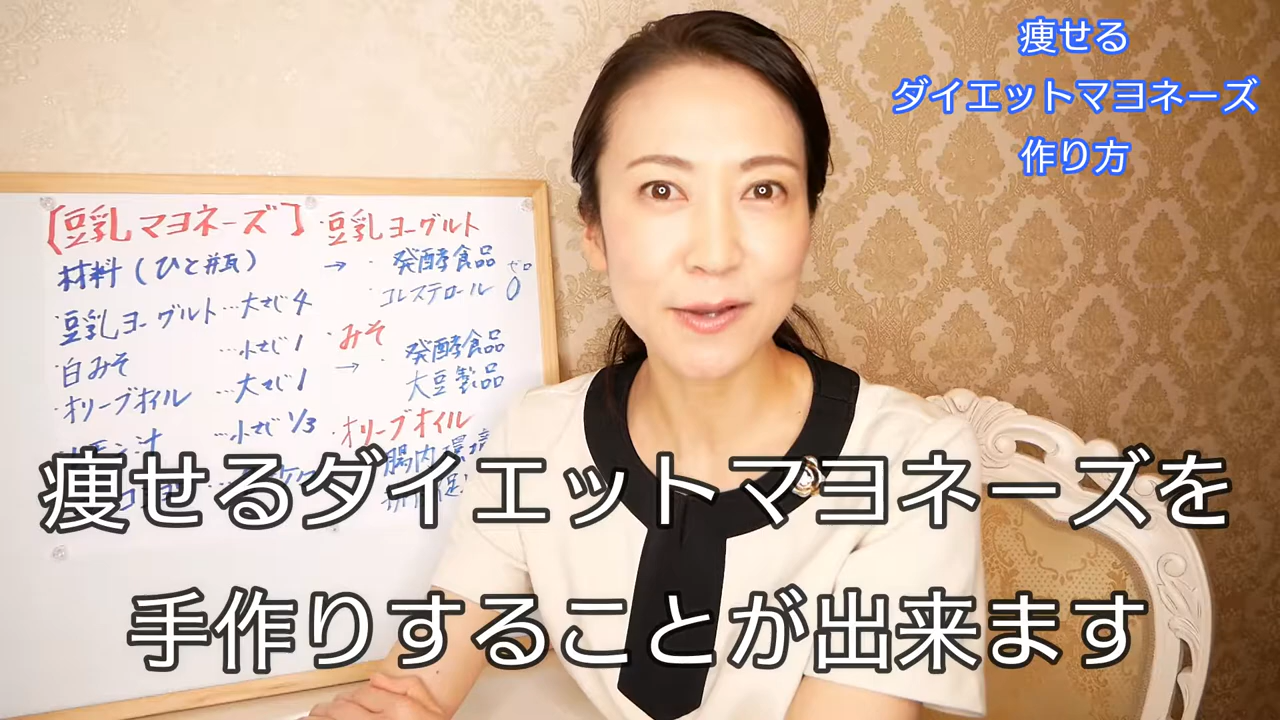 痩せる
ダイエットマヨネーズ
作り方
【豆乳マヨネーズ】
材料(ひと瓶)
・豆乳ヨーグルト…大さじ4
・白みそ …小さじ1
・オリーブオイル …大さじ1
…小さじ1/3
・豆乳ヨーグルト
→・発酵食品
コレステロール0
ゼロ
・みそ
→・発酵食品
大豆製品
・オリーブオイル
腸内環境
痩せるダイエットマヨネーズを
手作りすることが出来ます